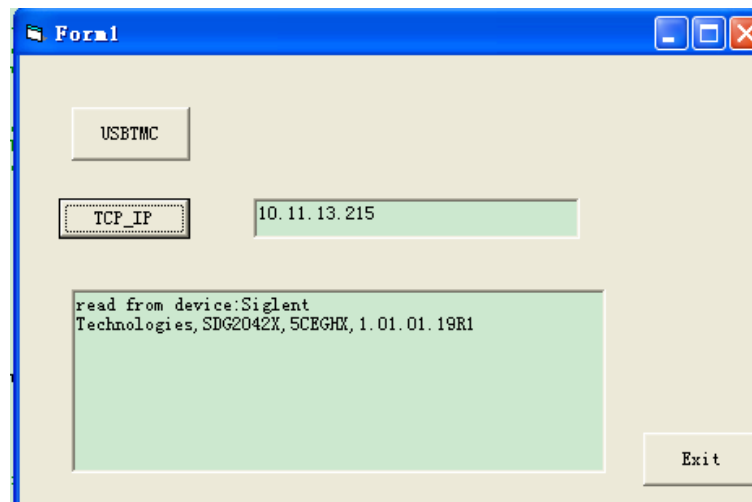 Form1
USBTMC
TCP_IP
10.11.13.215
read from device:Siglent
Technologies,SDG2042X,5CEGHX,1.01.01.19R1
Exit